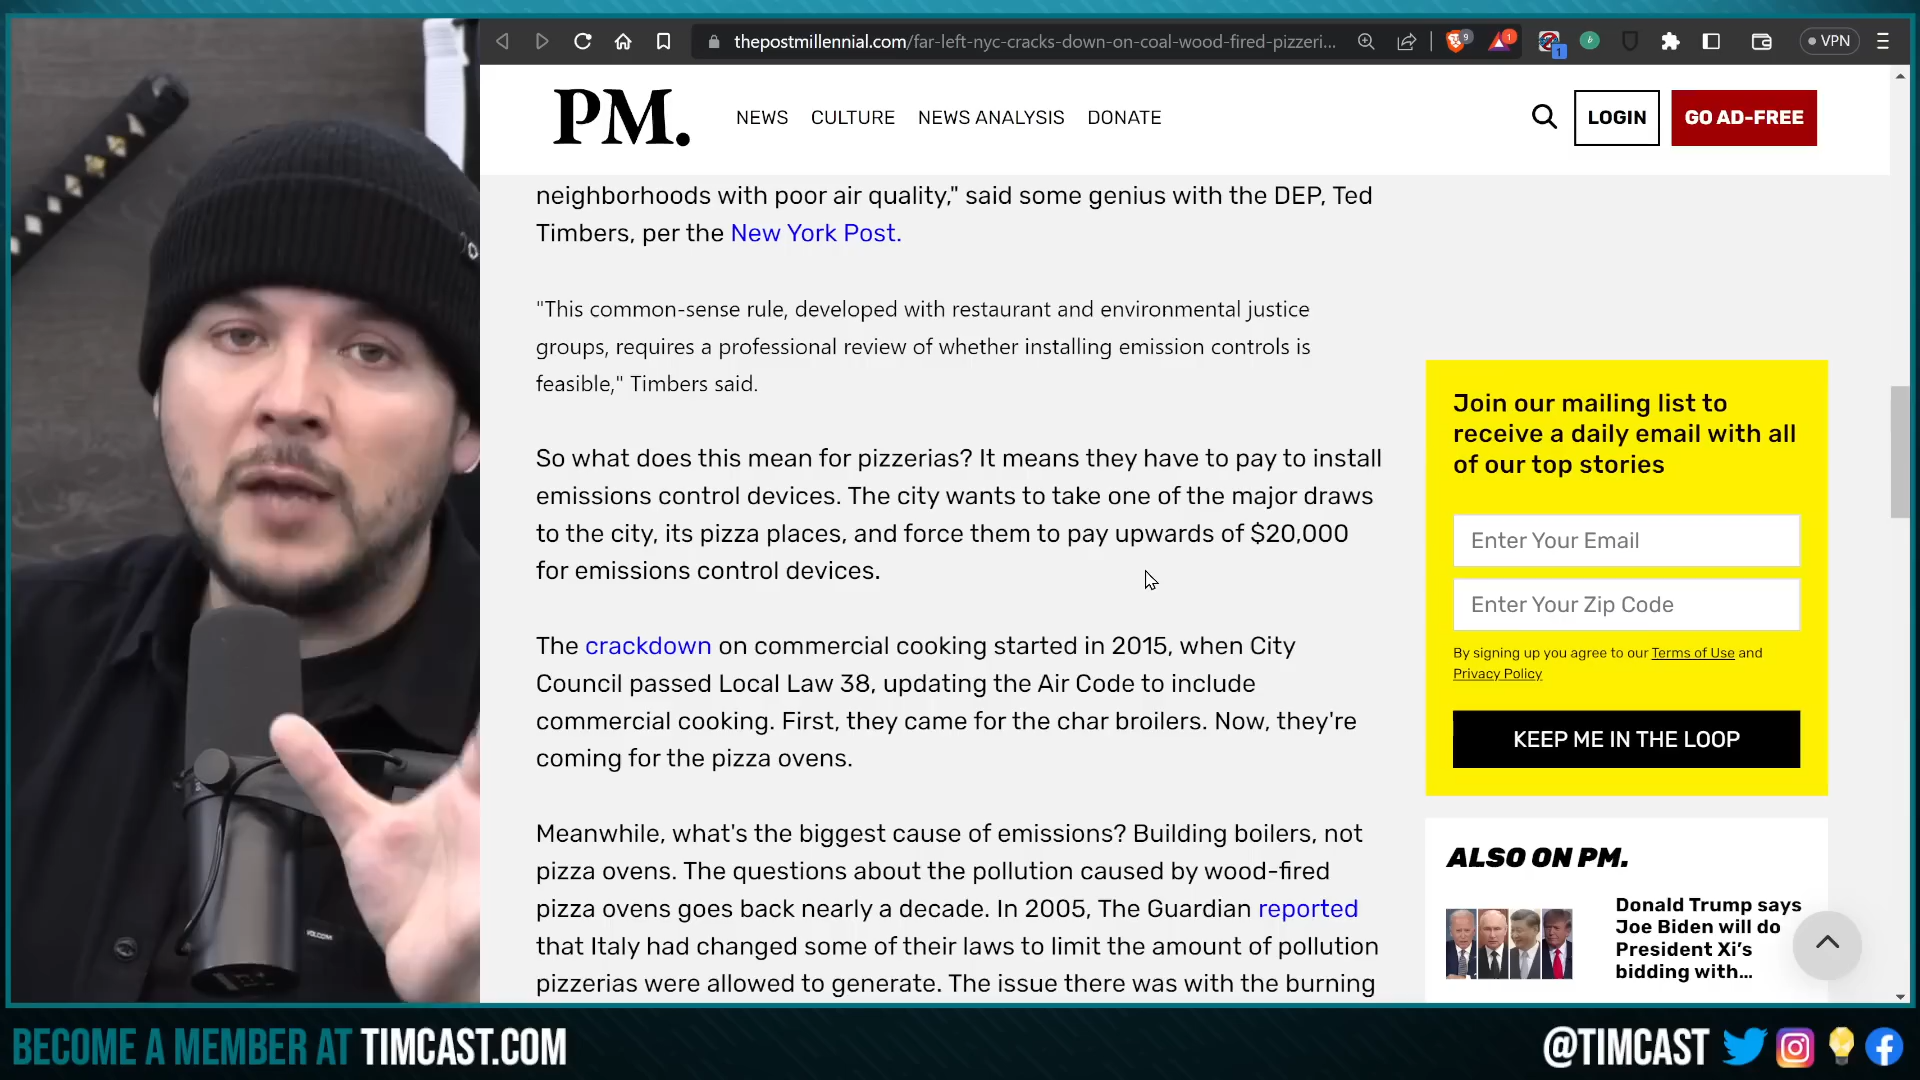 thepostmillennial.com/far-left-nyc-cracks-down-on-coal-wood-fired-pizzeri...
9
1
1
VPN
PM.
NEWS
CULTURE
NEWS ANALYSIS
DONATE
LOGIN
GO AD-FREE
neighborhoods with poor air quality," said some genius with the DEP, Ted
Timbers, per the New York Post.
"This common-sense rule, developed with restaurant and environmental justice
groups, requires a professional review of whether installing emission controls is
feasible," Timbers said.
So what does this mean for pizzerias? It means they have to pay to install
emissions control devices. The city wants to take one of the major draws
to the city, its pizza places, and force them to pay upwards of $20,000
for emissions control devices.
The crackdown on commercial cooking started in 2015, when City
Council passed Local Law 38, updating the Air Code to include
commercial cooking. First, they came for the char broilers. Now, they're
coming for the pizza ovens.
Meanwhile, what's the biggest cause of emissions? Building boilers, not
pizza ovens. The questions about the pollution caused by wood-fired
pizza ovens goes back nearly a decade. In 2005, The Guardian reported
that Italy had changed some of their laws to limit the amount of pollution
pizzerias were allowed to generate. The issue there was with the burning
Join our mailing list to
receive a daily email with all
of our top stories
Enter Your Email
Enter Your Zip Code
By signing up you agree to our Terms of Use and
Privacy Policy
KEEP ME IN THE LOOP
ALSO ON PM.
Donald Trump says
Joe Biden will do
President Xi’s
bidding with...
VOLCOM
BECOME A MEMBER AT TIMCAST.COM
@TIMCAST